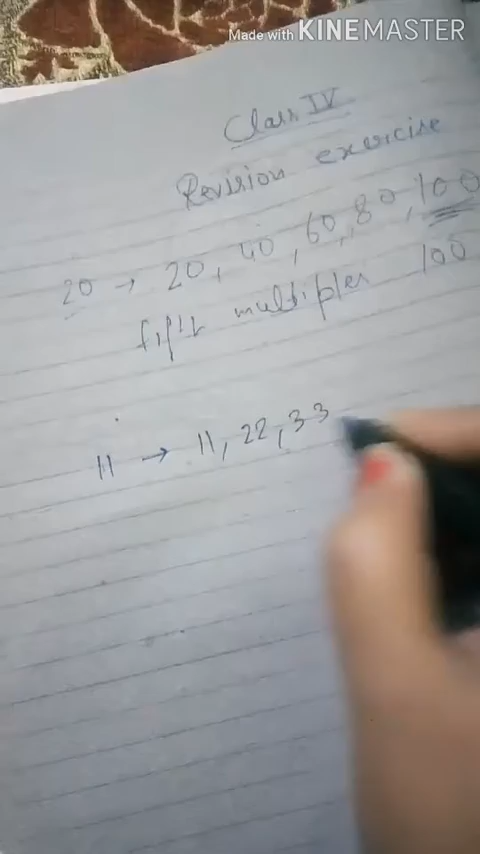 Made with KINEMASTER
Class IV
Revision exercise
20 → 20, 40, 60, 80, 100
fifth multiples 100
11 → 11, 22, 33